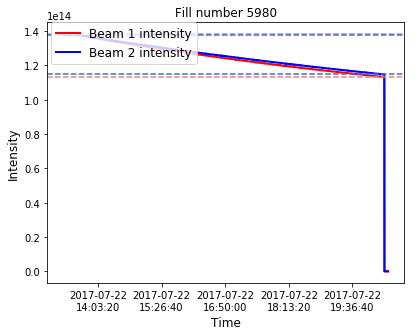 Fill number 5980
1e14
Beam 1 intensity
Beam 2 intensity
Intensity
1.4
1.2
1.0
0.8
0.6
0.4
0.2
0.0
2017-07-22 2017-07-22 2017-07-22 2017-07-22 2017-07-22
14:03:20 15:26:40 16:50:00 18:13:20 19:36:40
Time